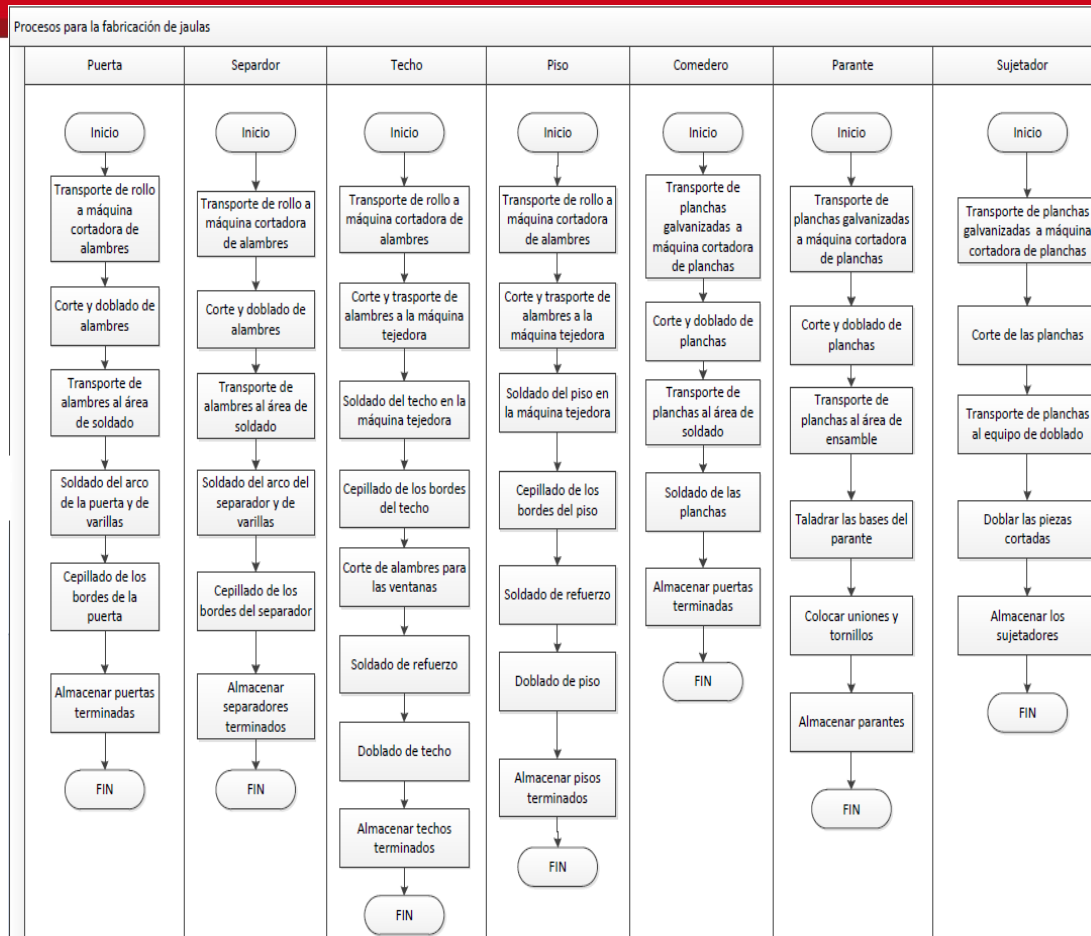 Procesos para la fabricación de jaulas
Puerta
Inicio
Transporte de rollo
a máquina
cortadora de
alambres
Corte y doblado de
alambres
Transporte de
alambres al área
de soldado
Soldado del arco
de la puerta y de
varillas
Cepillado de los
bordes de la
puerta
Almacenar puertas
terminadas
FIN
Separdor
Inicio
Transporte de rollo a
máquina cortadora
de alambres
Corte y doblado de
alambres
Transporte de
alambres al área de
soldado
Soldado del arco del
separador y de
varillas
Cepillado de los
bordes del separador
Almacenar
separadores
terminados
FIN
Techo
Inicio
Transporte de rollo a
máquina cortadora de
alambres
Corte y trasporte de
alambres a la máquina
tejedora
Soldado del techo en la
máquina tejedora
Cepillado de los bordes
del techo
Corte de alambres para
las ventanas
Soldado de refuerzo
Doblado de techo
Almacenar techos
terminados
FIN
Piso
Inicio
Transporte de rollo a
máquina cortadora
de alambres
Corte y trasporte de
alambres a la
máquina tejedora
Soldado del piso en
la máquina tejedora
Cepillado de los
bordes del piso
Soldado de refuerzo
Doblado de piso
Almacenar pisos
terminados
FIN
Comedero
Inicio
Transporte de
planchas
galvanizadas a
máquina cortadora
de planchas
Corte y doblado de
planchas
Transporte de
planchas al área de
soldado
Soldado de las
planchas
Almacenar puertas
terminadas
FIN
Parante
Inicio
Transporte de
planchas galvanizadas
a máquina cortadora
de planchas
Corte y doblado de
planchas
Transporte de
planchas al área de
ensamble
Taladrar las bases del
parante
Colocar uniones y
tornillos
Almacenar parantes
FIN
Sujetador
Inicio
Transporte de planchas
galvanizadas a máquina
cortadora de planchas
Corte de las planchas
Transporte de planchas
al equipo de doblado
Doblar las piezas
cortadas
Almacenar los
sujetadores
FIN